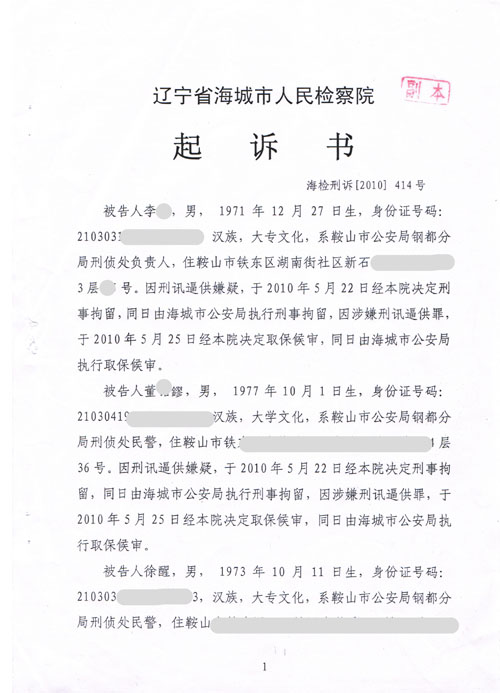 副本
辽宁省海城市人民检察院
起诉书
海检刑诉[2010] 414号
被告人李 ，男， 1971 年 12 月 27 日生，身份证号码：
2103031 汉族，大专文化，系鞍山市公安局钢都分
局刑侦处负责人，住鞍山市铁东区湖南街社区新石
3层 号。因刑讯逼供嫌疑，于 2010 年 5 月 22 日经本院决定刑
事拘留，同日由海城市公安局执行刑事拘留，因涉嫌刑讯逼供罪，
于 2010 年 5 月 25 日经本院决定取保候审，同日由海城市公安局
执行取保候审。
被告人董 镠，男， 1977 年 10 月 1 日生，身份证号码：
21030419 汉族，大学文化，系鞍山市公安局钢都分
局刑侦处民警，住鞍山市铁东 层
36 号。因刑讯逼供嫌疑，于 2010 年 5 月 22 日经本院决定刑事拘
留，同日由海城市公安局执行刑事拘留，因涉嫌刑讯逼供罪，于
2010 年 5 月 25 日经本院决定取保候审，同日由海城市公安局执
行取保候审。
被告人徐醒，男， 1973 年 10 月 11 日生，身份证号码：
210303 3，汉族，大专文化，系鞍山市公安局钢都分
局刑侦处民警，住鞍山
1